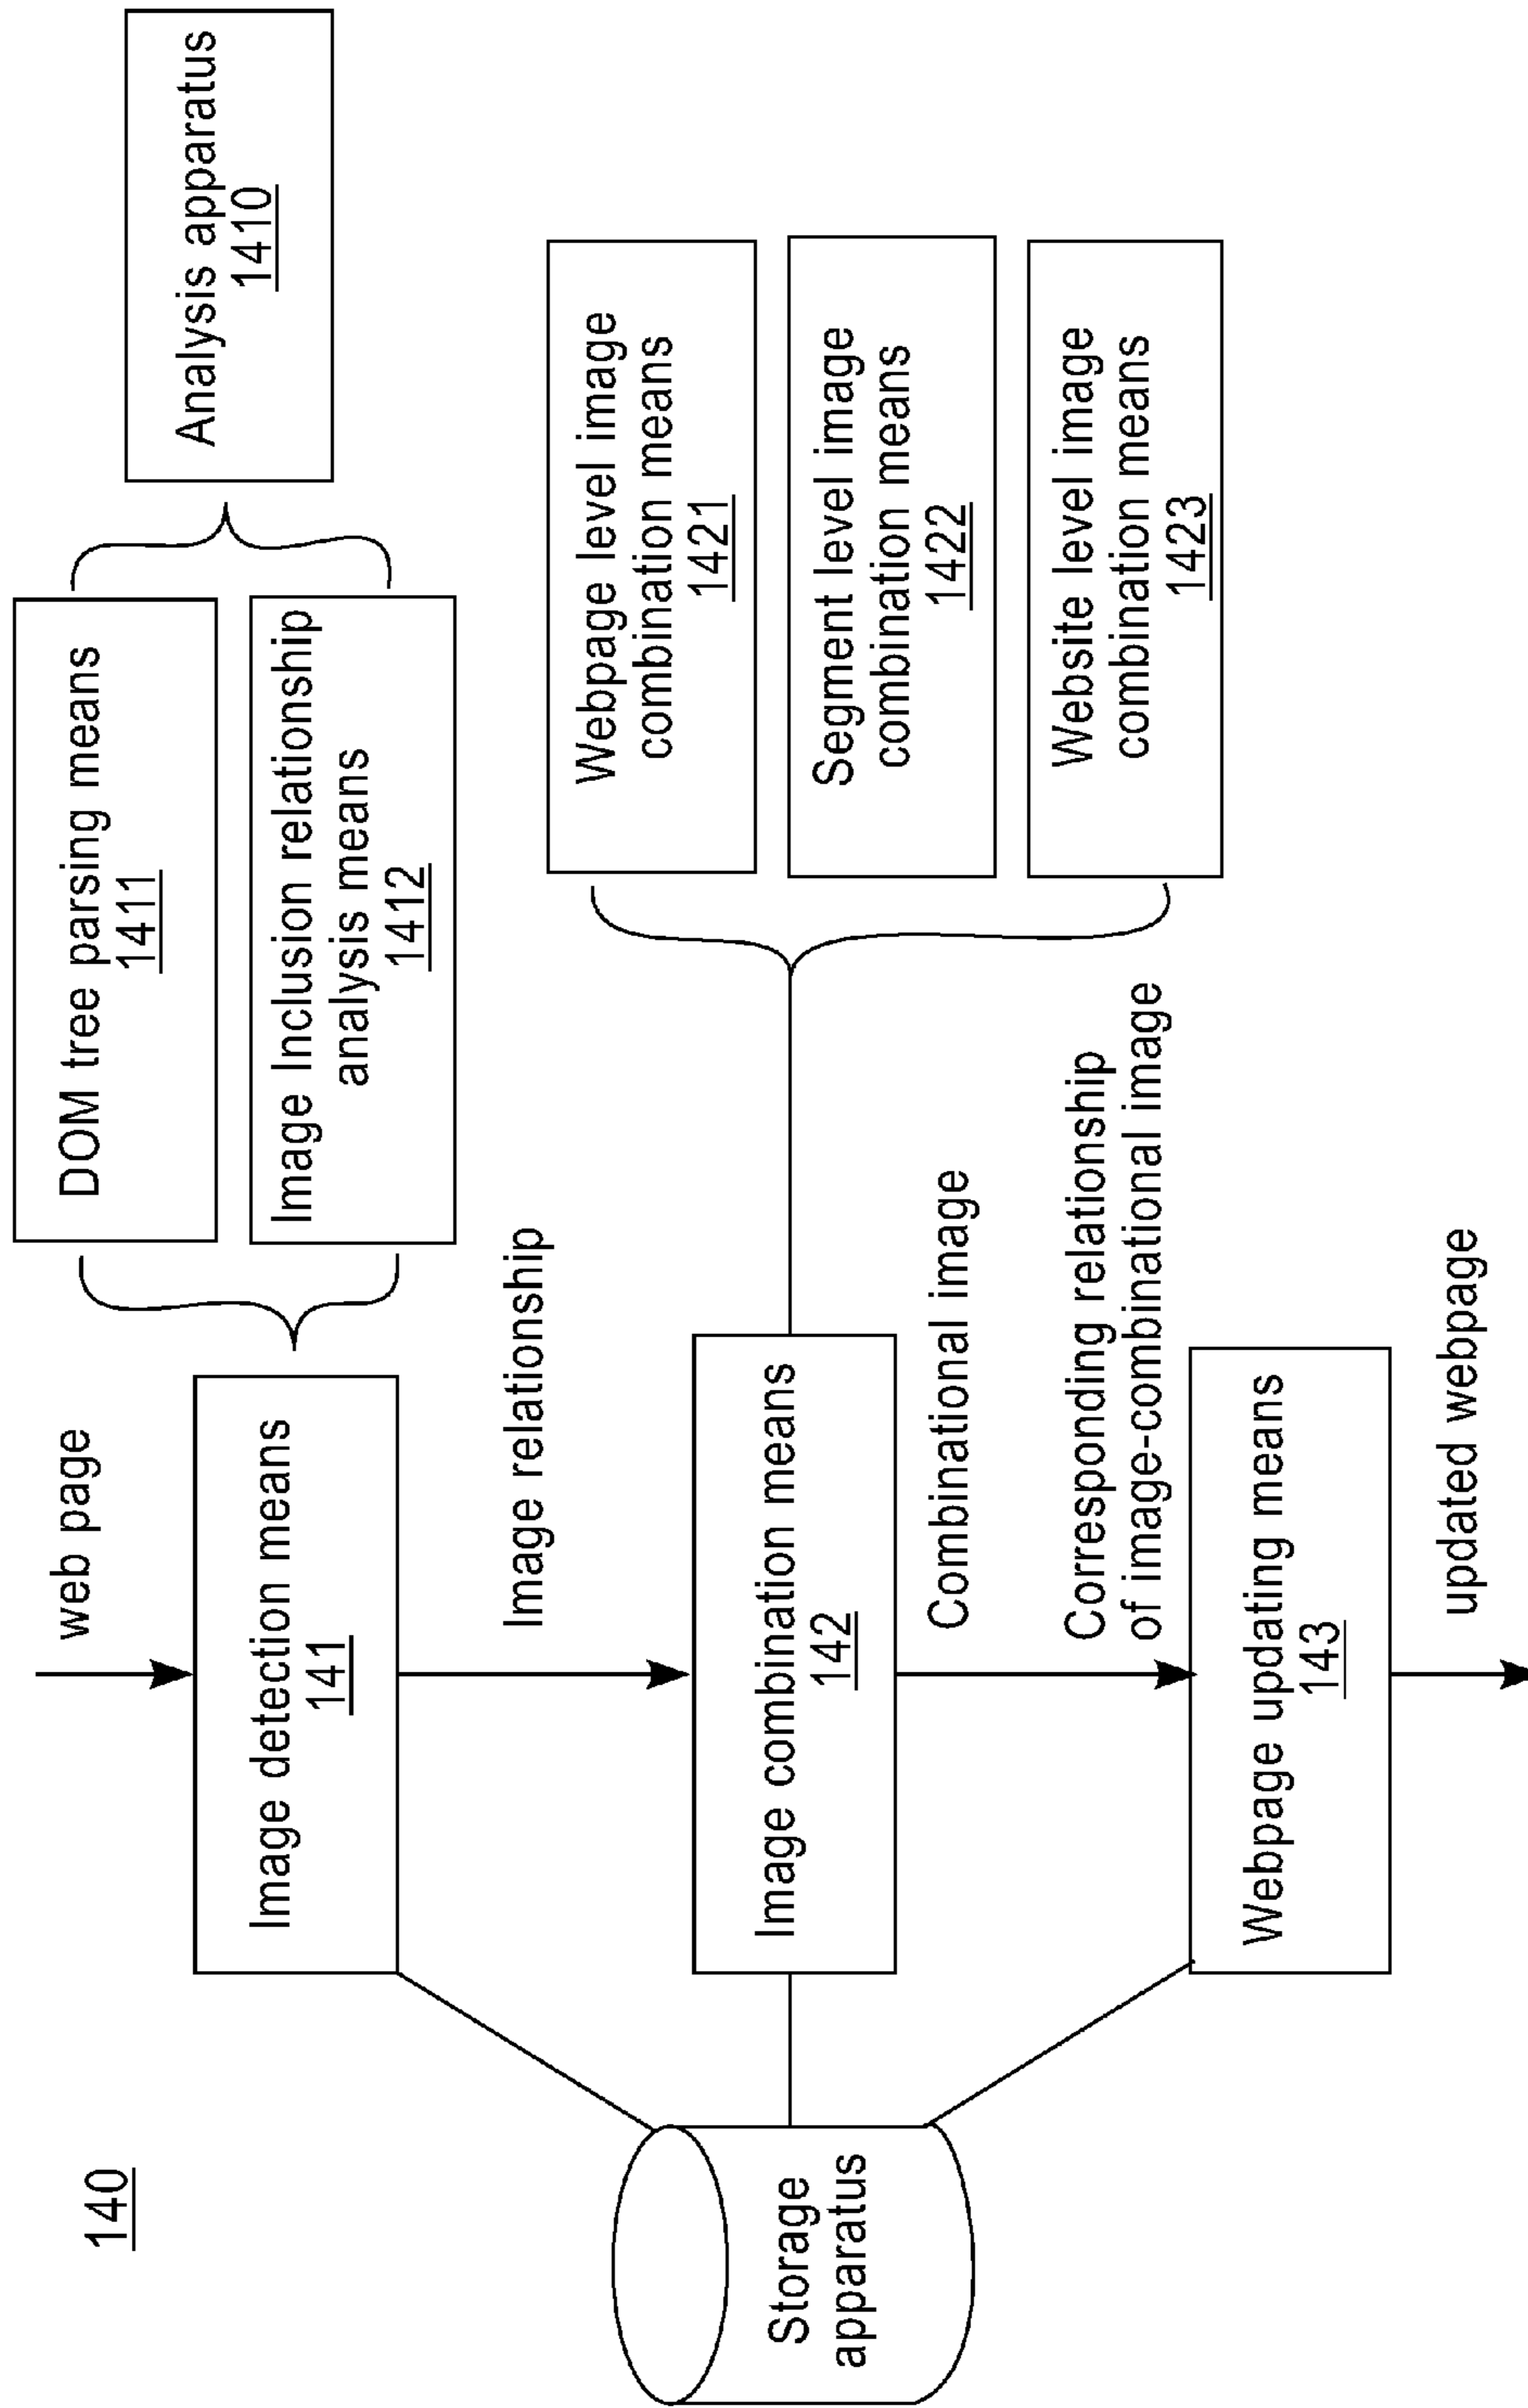 140
web page
Image detection means
141
DOM tree parsing means
1411
Image Inclusion relationship
analysis means
1412
Analysis apparatus
1410
Image relationship
Storage
apparatus
Image combination means
142
Webpage level image
combination means
1421
Segment level image
combination means
1422
Website level image
combination means
1423
Combinational image
Corresponding relationship
of image-combinational image
Webpage updating means
143
updated webpage